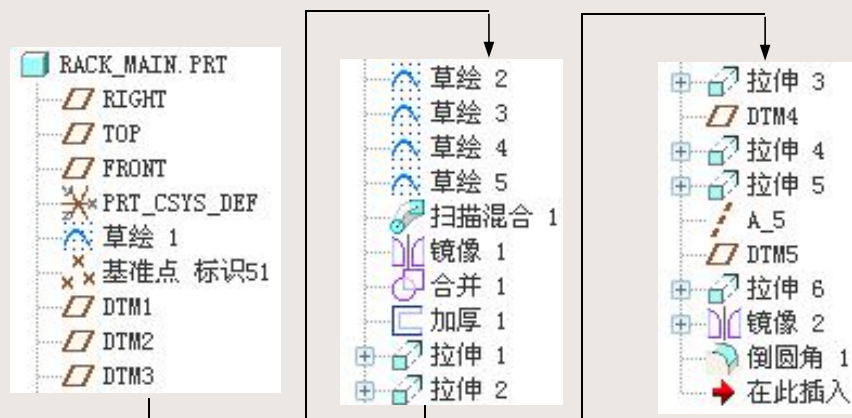 RACK_MAIN.PRT
RIGHT
TOP
FRONT
PRT_CSYS_DEF
草绘 1
基准点 标识51
DTM1
DTM2
DTM3
草绘 2
草绘 3
草绘 4
草绘 5
扫描混合 1
镜像 1
合并 1
加厚 1
拉伸 1
拉伸 2
拉伸 3
DTM4
拉伸 4
拉伸 5
A_5
DTM5
拉伸 6
镜像 2
倒圆角 1
在此插入